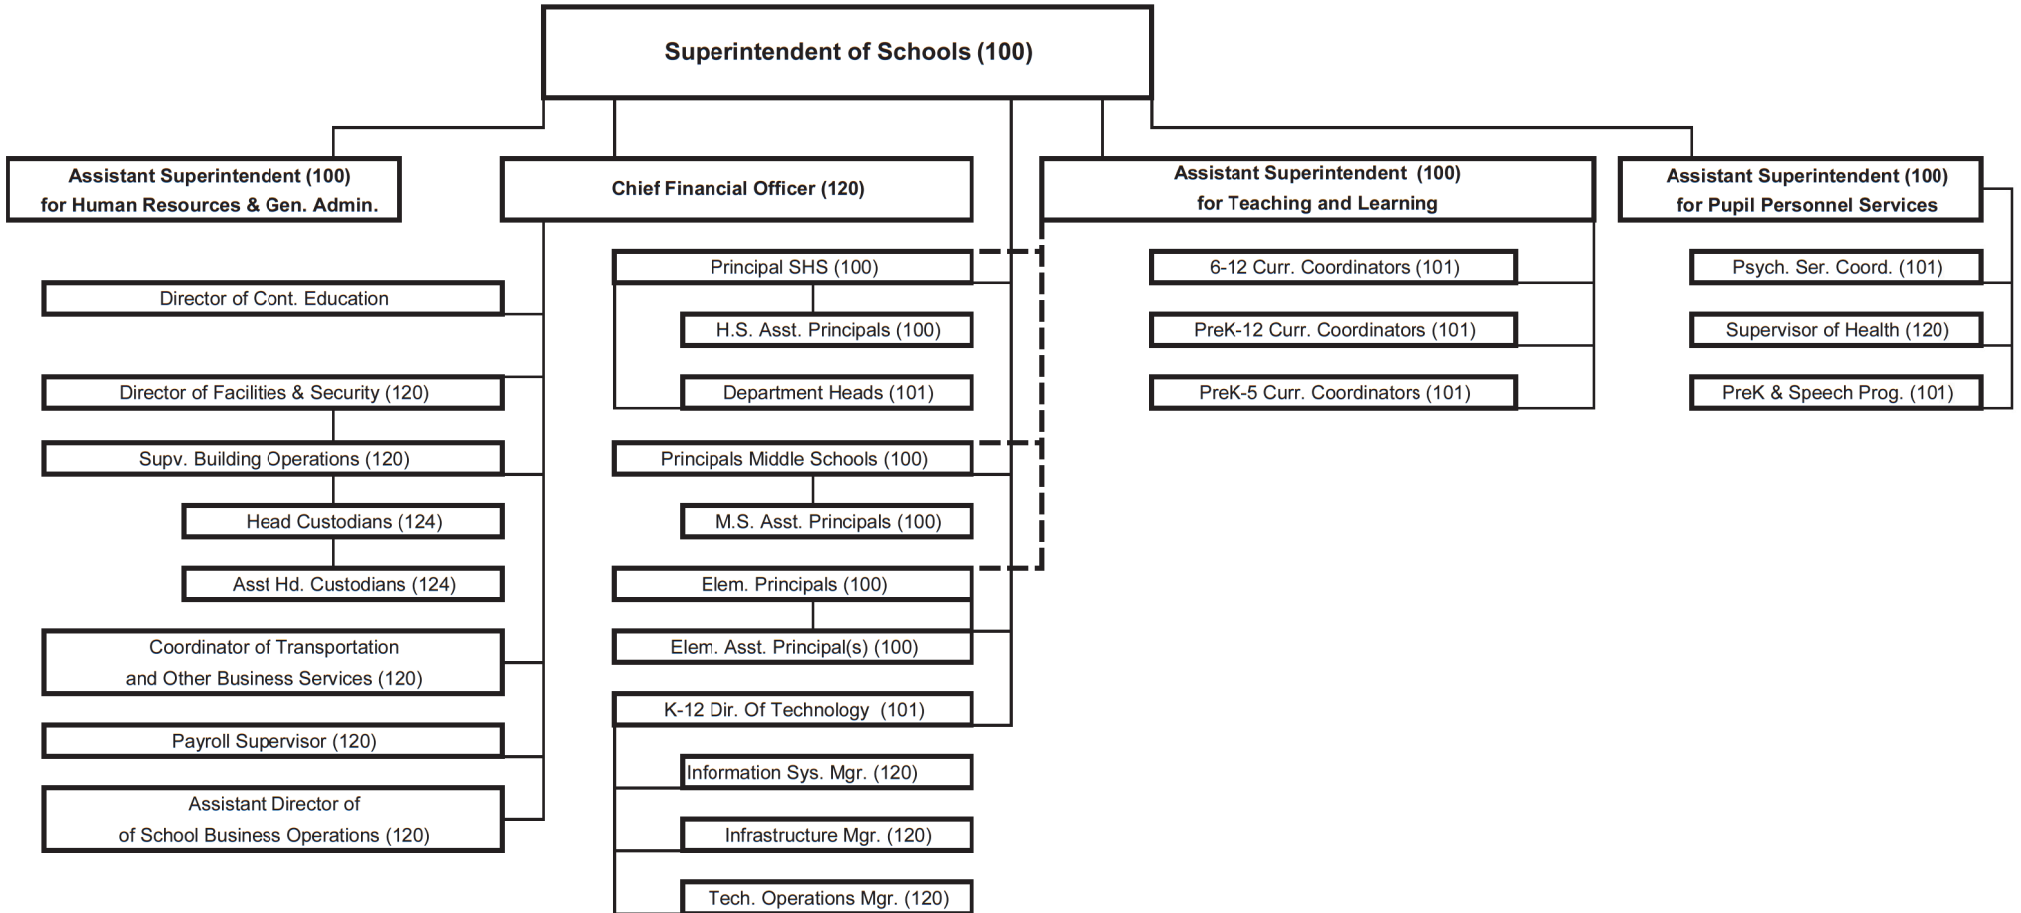 Superintendent of Schools (100)
Assistant Superintendent (100)
for Human Resources & Gen. Admin.
Chief Financial Officer (120)
Assistant Superintendent (100)
for Teaching and Learning
Assistant Superintendent (100)
for Pupil Personnel Services
Director of Cont. Education
Director of Facilities & Security (120)
Supv. Building Operations (120)
Head Custodians (124)
Asst Hd. Custodians (124)
Coordinator of Transportation
and Other Business Services (120)
Payroll Supervisor (120)
Assistant Director of
of School Business Operations (120)
Principal SHS (100)
H.S. Asst. Principals (100)
Department Heads (101)
Principals Middle Schools (100)
M.S. Asst. Principals (100)
Elem. Principals (100)
Elem. Asst. Principal(s) (100)
K-12 Dir. Of Technology (101)
Information Sys. Mgr. (120)
Infrastructure Mgr. (120)
Tech. Operations Mgr. (120)
6-12 Curr. Coordinators (101)
PreK-12 Curr. Coordinators (101)
PreK-5 Curr. Coordinators (101)
Psych. Ser. Coord. (101)
Supervisor of Health (120)
PreK & Speech Prog. (101)